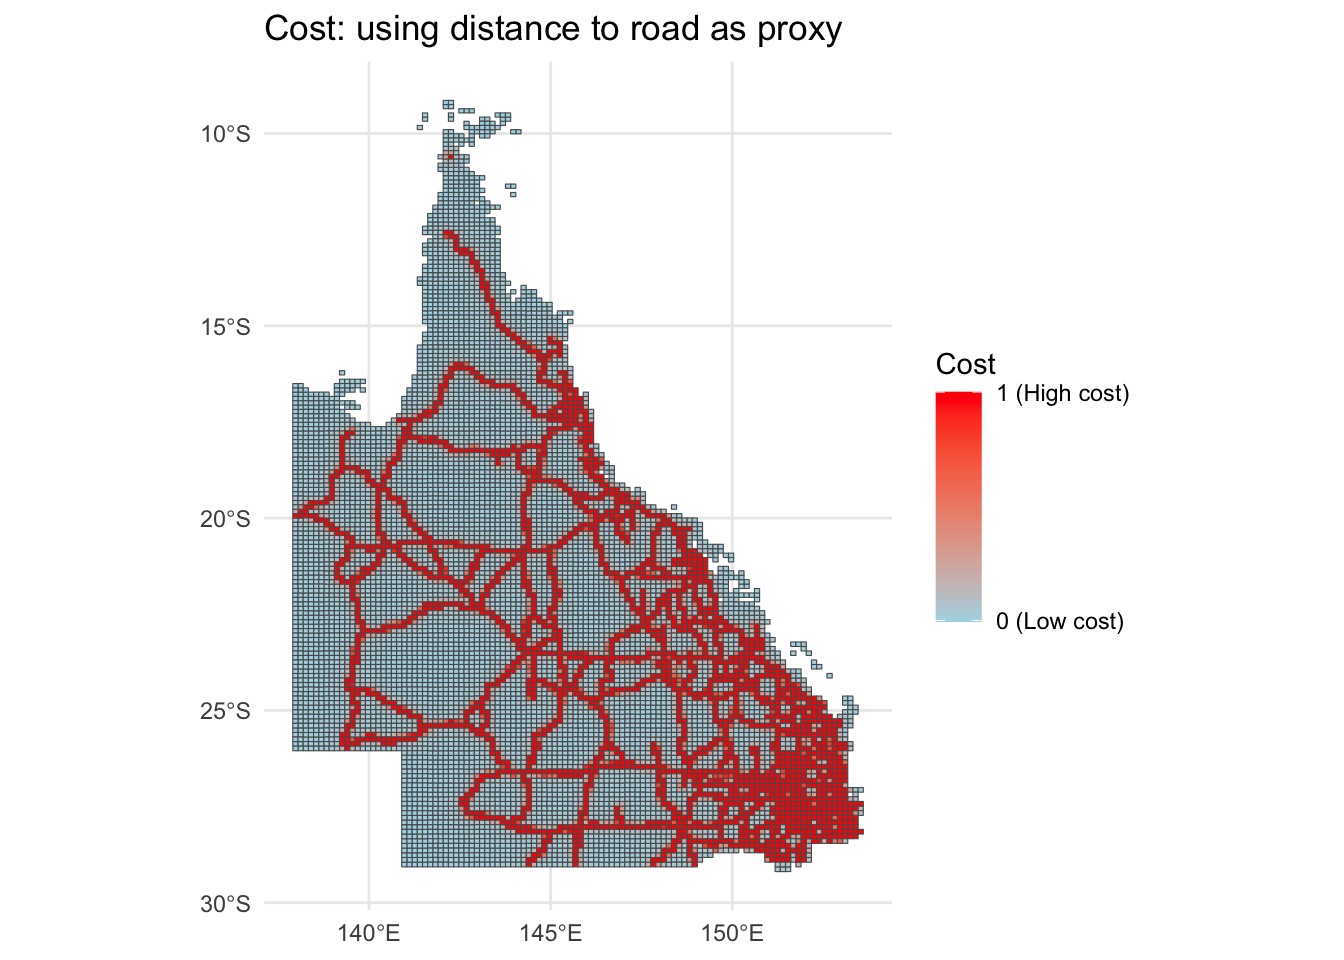 Cost: using distance to road as proxy
10°S
15°S
20°S
25°S
30°S
140°E
145°E
150°E
Cost
1 (High cost)
0 (Low cost)